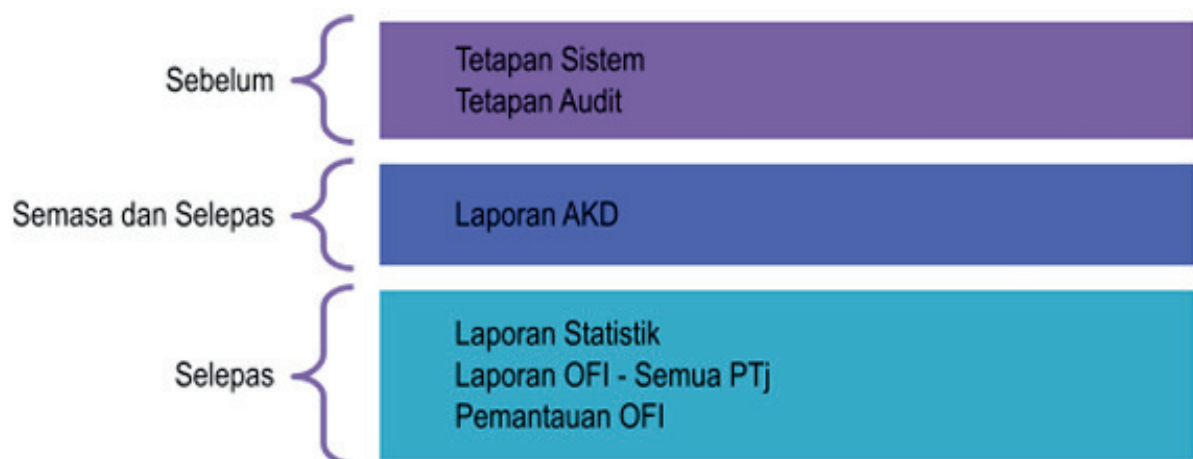 Sebelum
Tetapan Sistem
Tetapan Audit
Semasa dan Selepas
Laporan AKD
Selepas
Laporan Statistik
Laporan OFI - Semua PTj
Pemantauan OFI